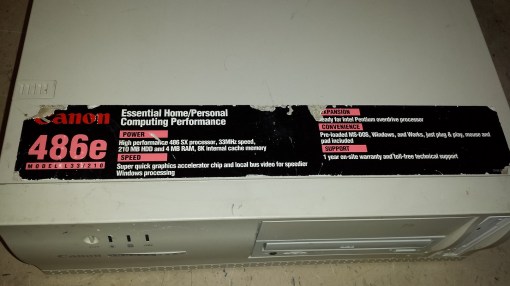 Canon
486e
MODEL L33/210
Essential Home/Personal
Computing Performance
POWER
High performance 486 SX processor, 33MHz speed,
210 MB HDD and 4 MB RAM, 8K internal cache memory
SPEED
Super quick graphics accelerator chip and local bus video for speedier
Windows processing
EXPANSION
Ready for Intel Pentium overdrive processor
CONVENIENCE
Pre-loaded MS-DOS, Windows, and Works, just plug & play, mouse and
pad included
SUPPORT
1 year on-site warranty and toll-free technical support
Canon